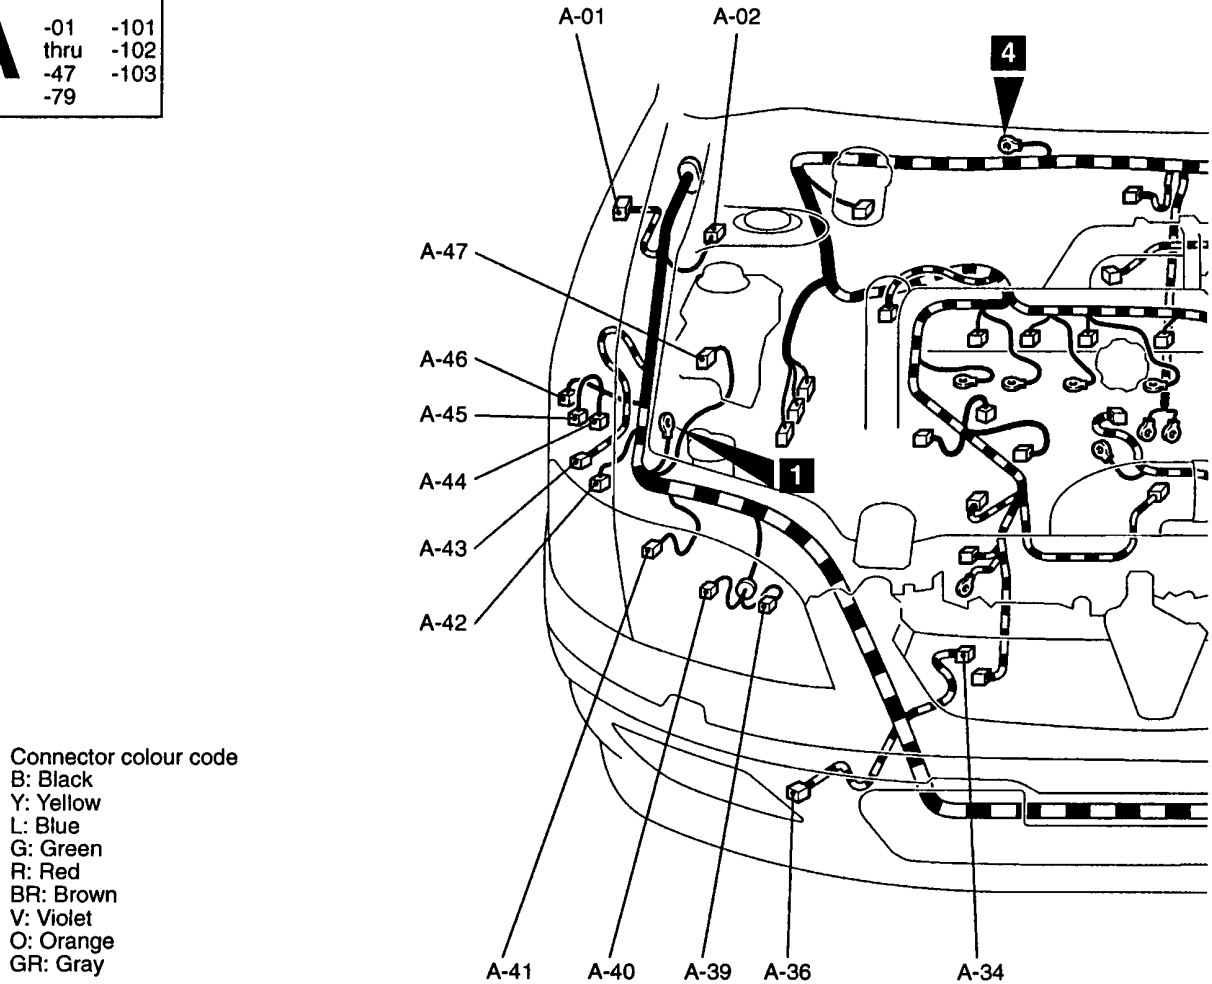 A
-01 -101
thru -102
-47 -103
-79
A-01 A-02
4
A-47
A-46
A-45
A-44
1
A-43
A-42
Connector colour code
B: Black
Y: Yellow
L: Blue
G: Green
R: Red
BR: Brown
V: Violet
O: Orange
GR: Gray
A-41 A-40 A-39 A-36 A-34